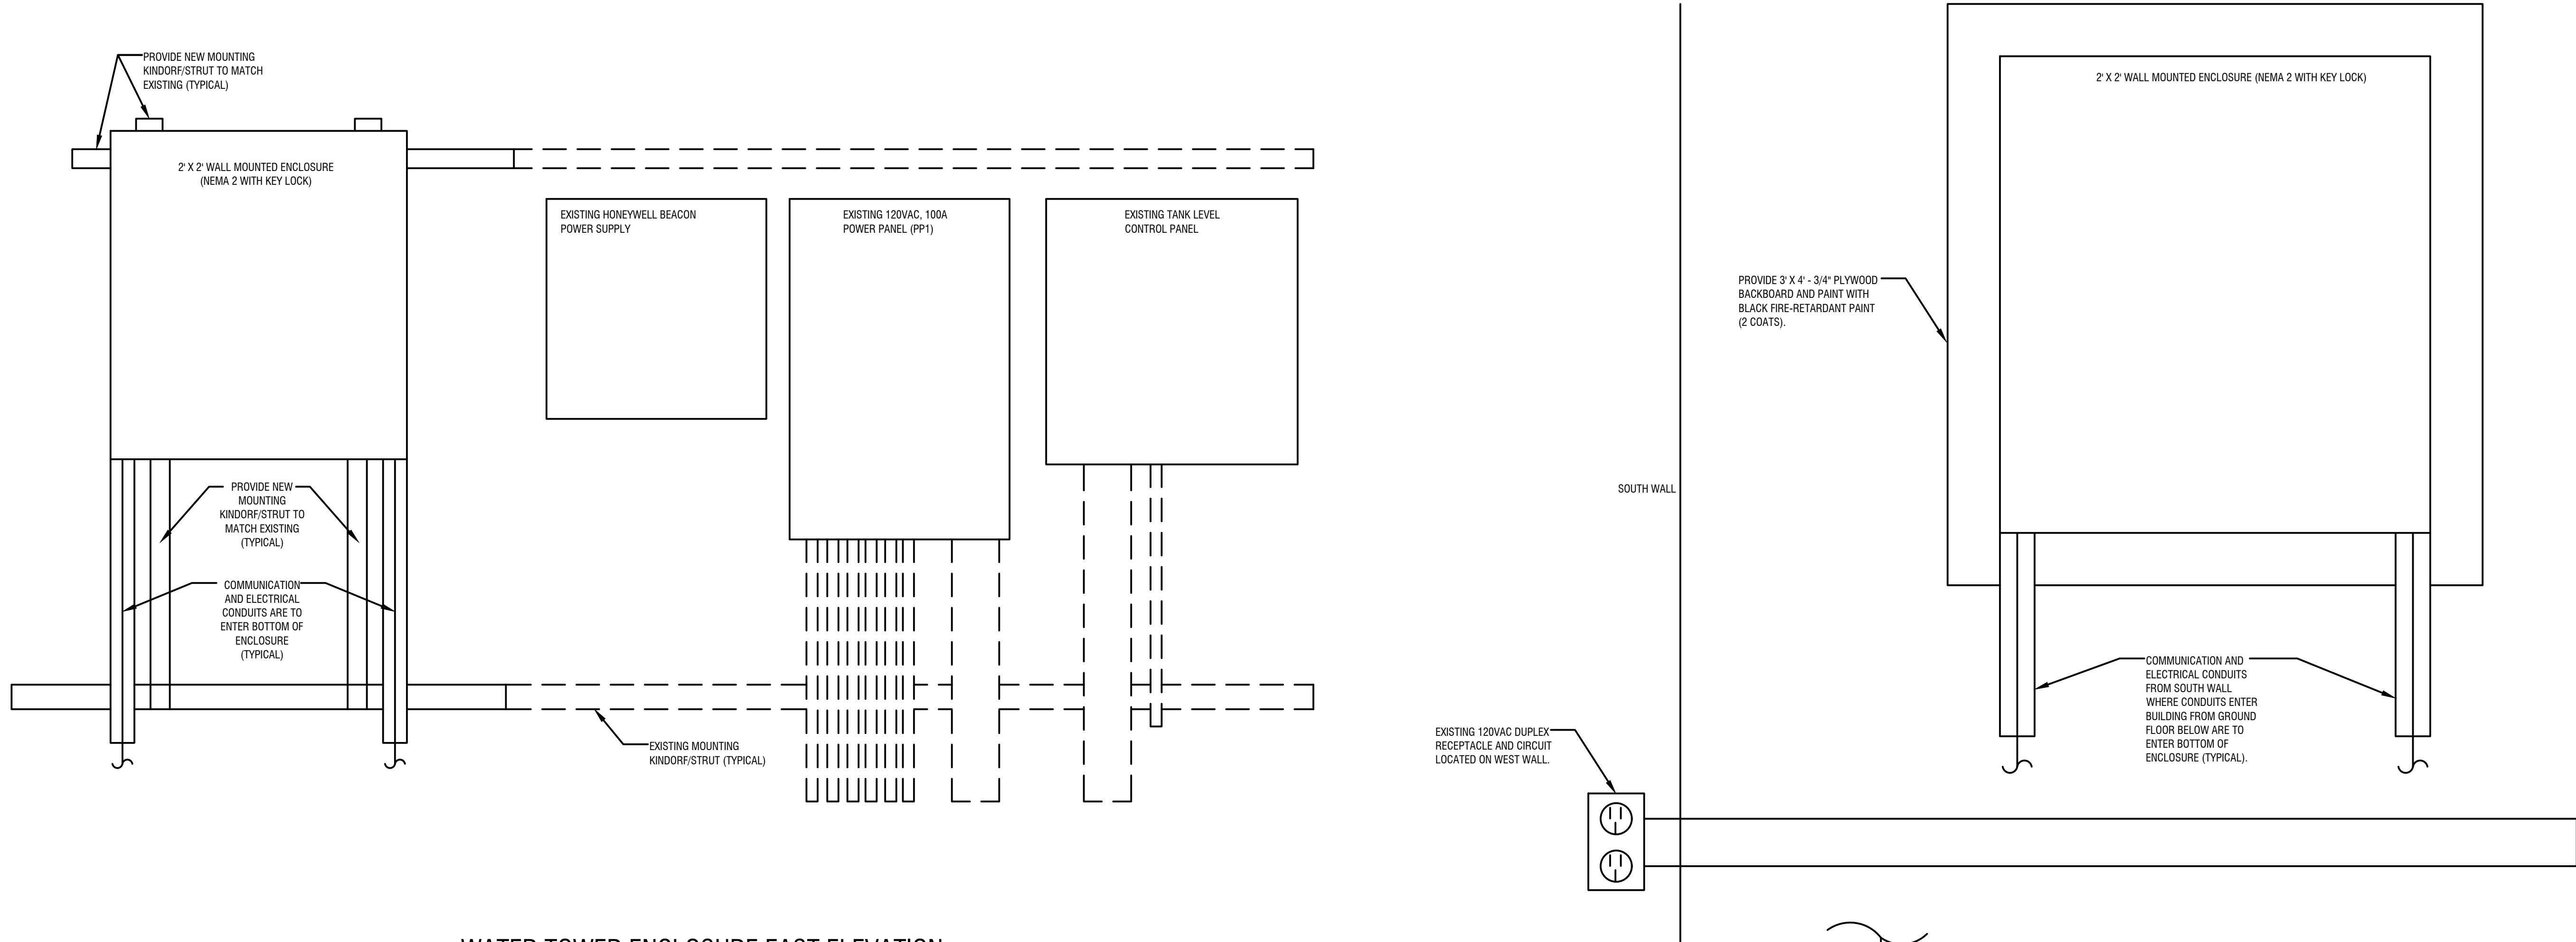 PROVIDE NEW MOUNTING
KINDORF/STRUT TO MATCH
EXISTING (TYPICAL)
2' X 2' WALL MOUNTED ENCLOSURE
(NEMA 2 WITH KEY LOCK)
EXISTING HONEYWELL BEACON
POWER SUPPLY
EXISTING 120VAC, 100A
POWER PANEL (PP1)
EXISTING TANK LEVEL
CONTROL PANEL
PROVIDE NEW
MOUNTING
KINDORF/STRUT TO
MATCH EXISTING
(TYPICAL)
COMMUNICATION
AND ELECTRICAL
CONDUITS ARE TO
ENTER BOTTOM OF
ENCLOSURE
(TYPICAL)
EXISTING MOUNTING
KINDORF/STRUT (TYPICAL)
WATER TOWER ENCLOSURE EAST ELEVATION
2' X 2' WALL MOUNTED ENCLOSURE (NEMA 2 WITH KEY LOCK)
PROVIDE 3' X 4' - 3/4" PLYWOOD
BACKBOARD AND PAINT WITH
BLACK FIRE-RETARDANT PAINT
(2 COATS).
SOUTH WALL
COMMUNICATION AND
ELECTRICAL CONDUITS
FROM SOUTH WALL
WHERE CONDUITS ENTER
BUILDING FROM GROUND
FLOOR BELOW ARE TO
ENTER BOTTOM OF
ENCLOSURE (TYPICAL).
EXISTING 120VAC DUPLEX
RECEPTACLE AND CIRCUIT
LOCATED ON WEST WALL.